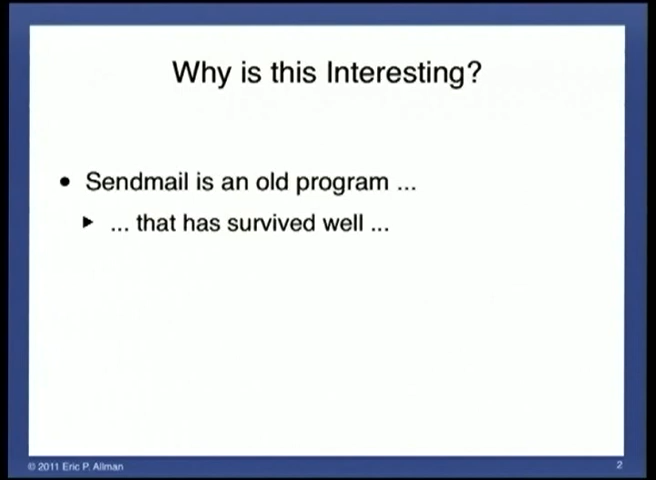 Why is this Interesting?
• Sendmail is an old program ...
▸ ... that has survived well ...
© 2011 Eric P. Allman
2